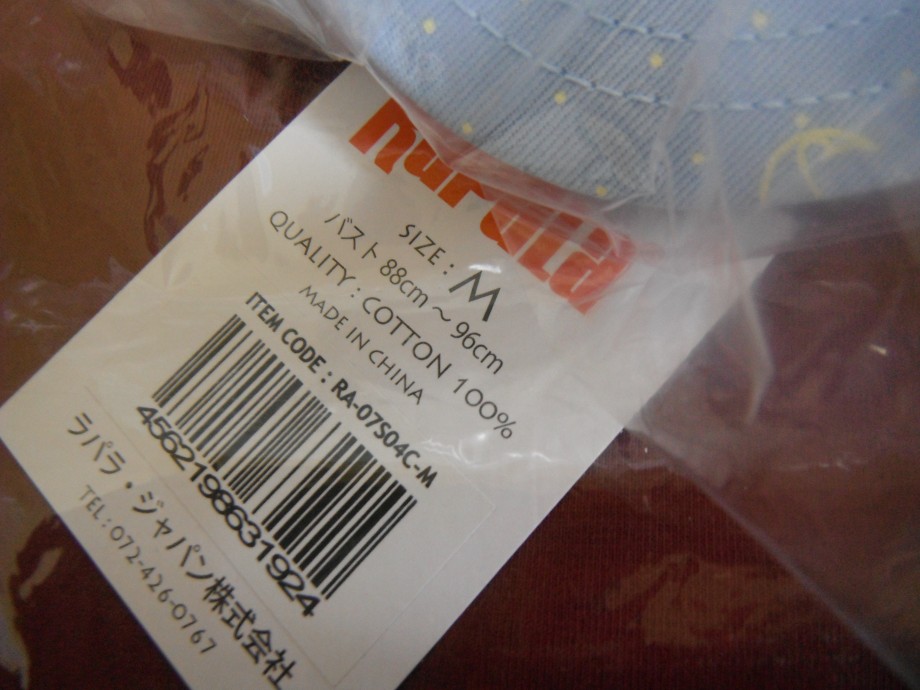 SIZE : M
バスト 88cm ～ 96cm
QUALITY : COTTON 100%
MADE IN CHINA
ITEM CODE : RA-07S04C-M
4562198631924
ラパラ・ジャパン株式会社
TEL : 072-426-0767